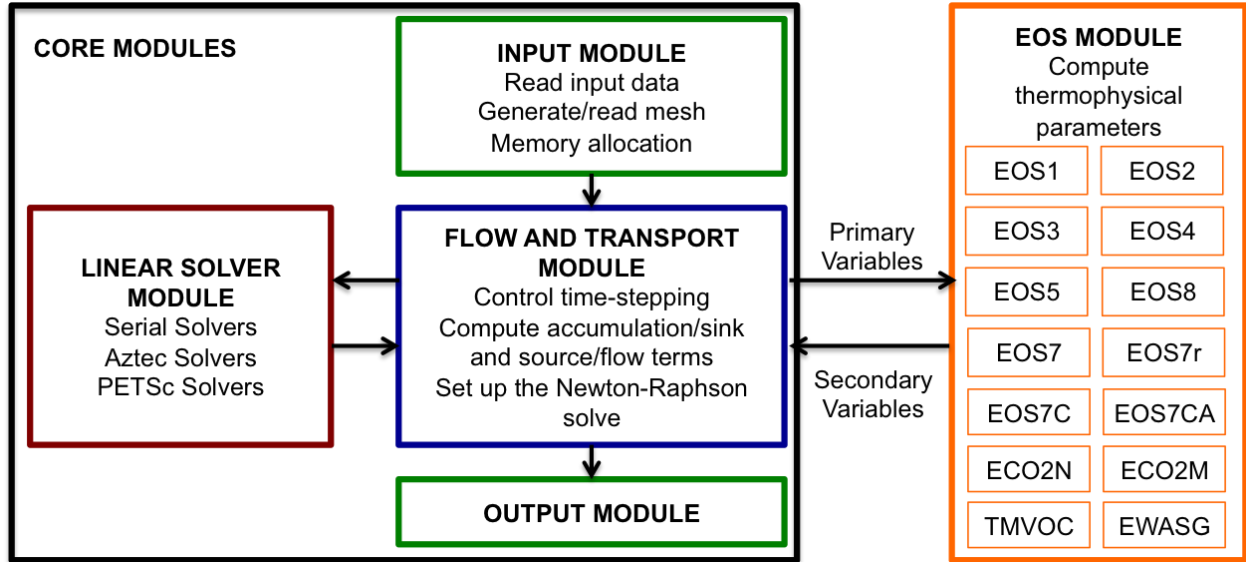 CORE MODULES
INPUT MODULE
Read input data
Generate/read mesh
Memory allocation
LINEAR SOLVER
MODULE
Serial Solvers
Aztec Solvers
PETSc Solvers
FLOW AND TRANSPORT
MODULE
Control time-stepping
Compute accumulation/sink
and source/flow terms
Set up the Newton-Raphson
solve
OUTPUT MODULE
Primary
Variables
Secondary
Variables
EOS MODULE
Compute
thermophysical
parameters
EOS1 EOS2
EOS3 EOS4
EOS5 EOS8
EOS7 EOS7r
EOS7C EOS7CA
ECO2N ECO2M
TMVOC EWASG